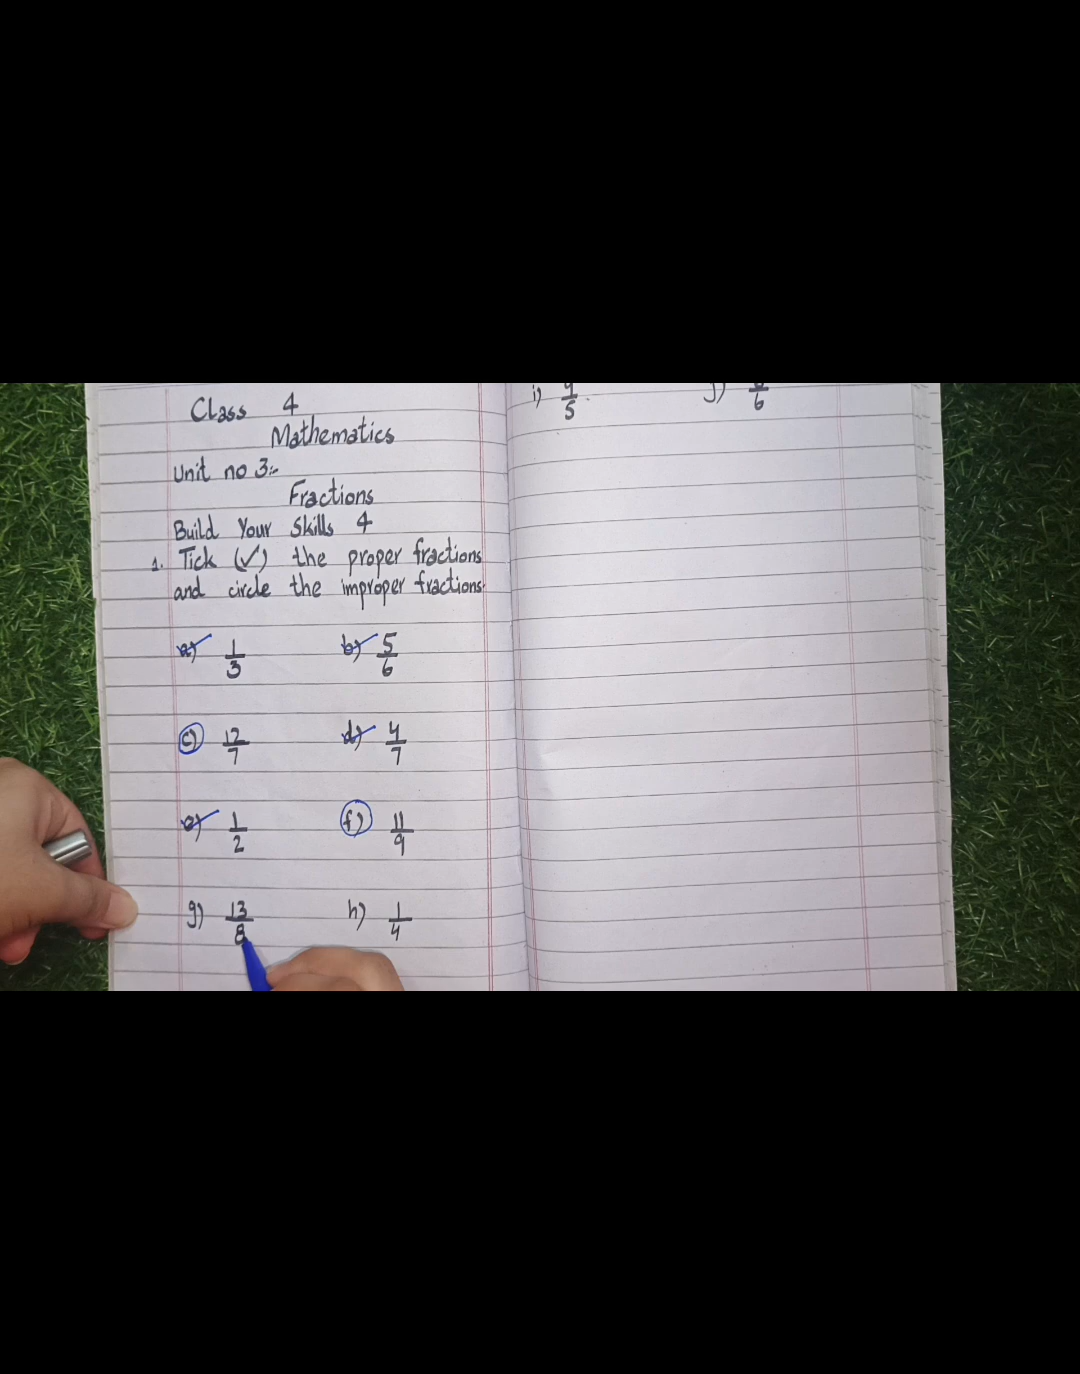 Class 4
Mathematics
Unit no 3:-
Fractions
Build Your Skills 4
1. Tick (✓) the proper fractions
and circle the improper fractions.
a) 1/3 b) 5/6
c) 12/7 d) 4/7
e) 1/2 f) 11/9
g) 13/8 h) 1/4
i) /5 j) /6